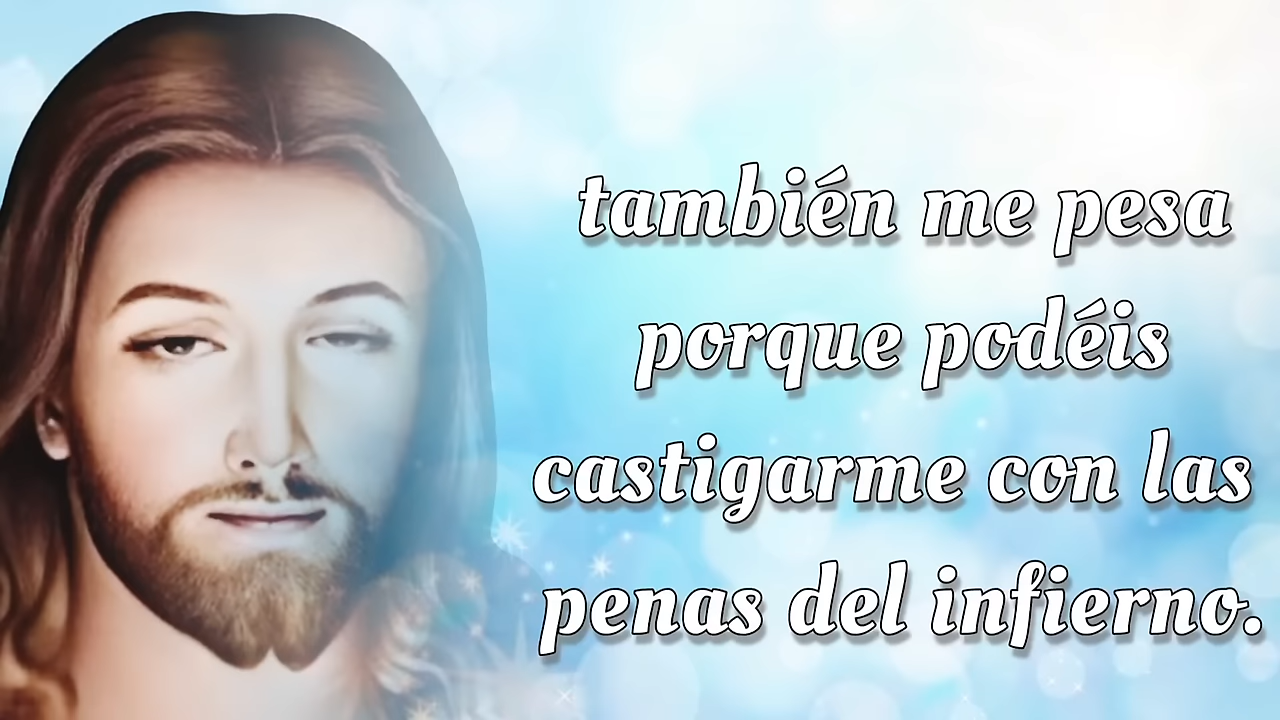 también me pesa
porque podéis
castigarme con las
penas del infierno.